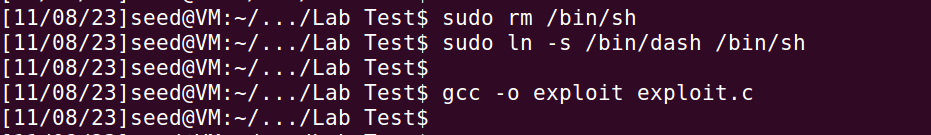 [11/08/23]seed@VM:~/.../Lab Test$ sudo rm /bin/sh
[11/08/23]seed@VM:~/.../Lab Test$ sudo ln -s /bin/dash /bin/sh
[11/08/23]seed@VM:~/.../Lab Test$
[11/08/23]seed@VM:~/.../Lab Test$ gcc -o exploit exploit.c
[11/08/23]seed@VM:~/.../Lab Test$